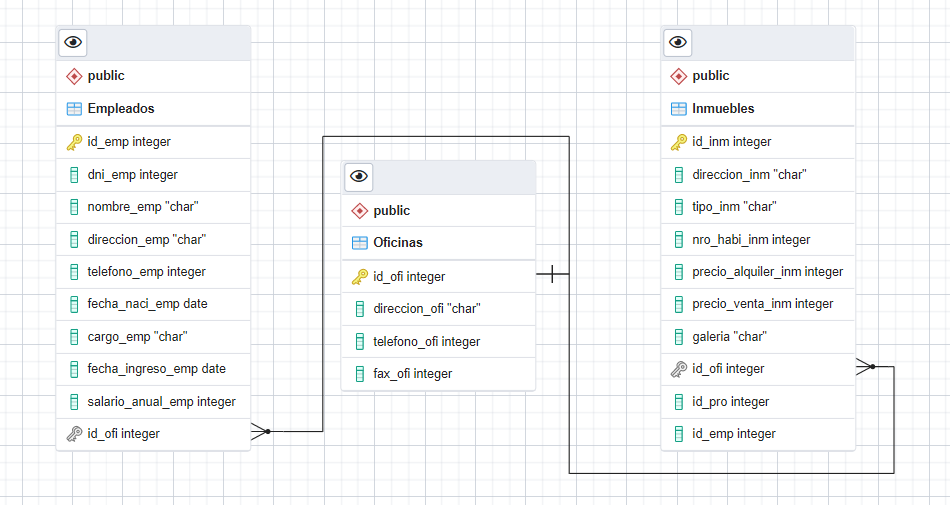 public
Empleados
id_emp integer
dni_emp integer
nombre_emp "char"
direccion_emp "char"
telefono_emp integer
fecha_naci_emp date
cargo_emp "char"
fecha_ingreso_emp date
salario_anual_emp integer
id_ofi integer
public
Oficinas
id_ofi integer
direccion_ofi "char"
telefono_ofi integer
fax_ofi integer
public
Inmuebles
id_inm integer
direccion_inm "char"
tipo_inm "char"
nro_habi_inm integer
precio_alquiler_inm integer
precio_venta_inm integer
galeria "char"
id_ofi integer
id_pro integer
id_emp integer